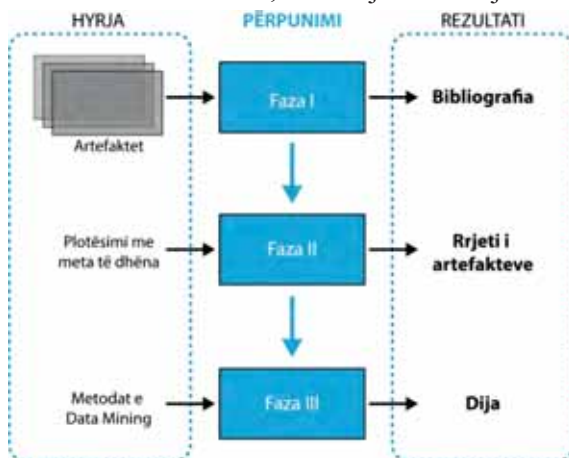 HYRJA
PËRPUNIMI
REZULTATI
Artefaktet
Faza I
Bibliografia
Plotësimi me
meta të dhëna
Faza II
Rrjeti i
artefakteve
Metodat e
Data Mining
Faza III
Dija